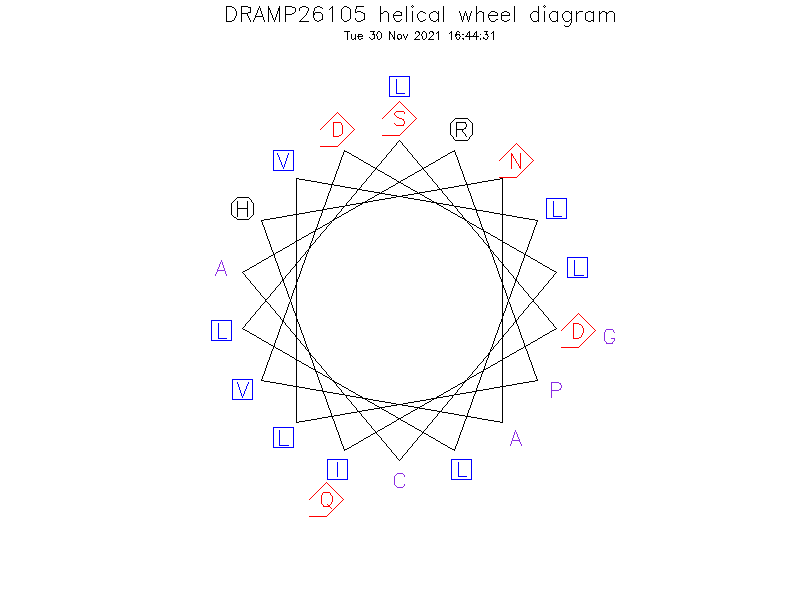 DRAMP26105 helical wheel diagram
Tue 30 Nov 2021 16:44:31
L
D S R
V N
H L
A L
L D G
V P
L A
I C L
Q